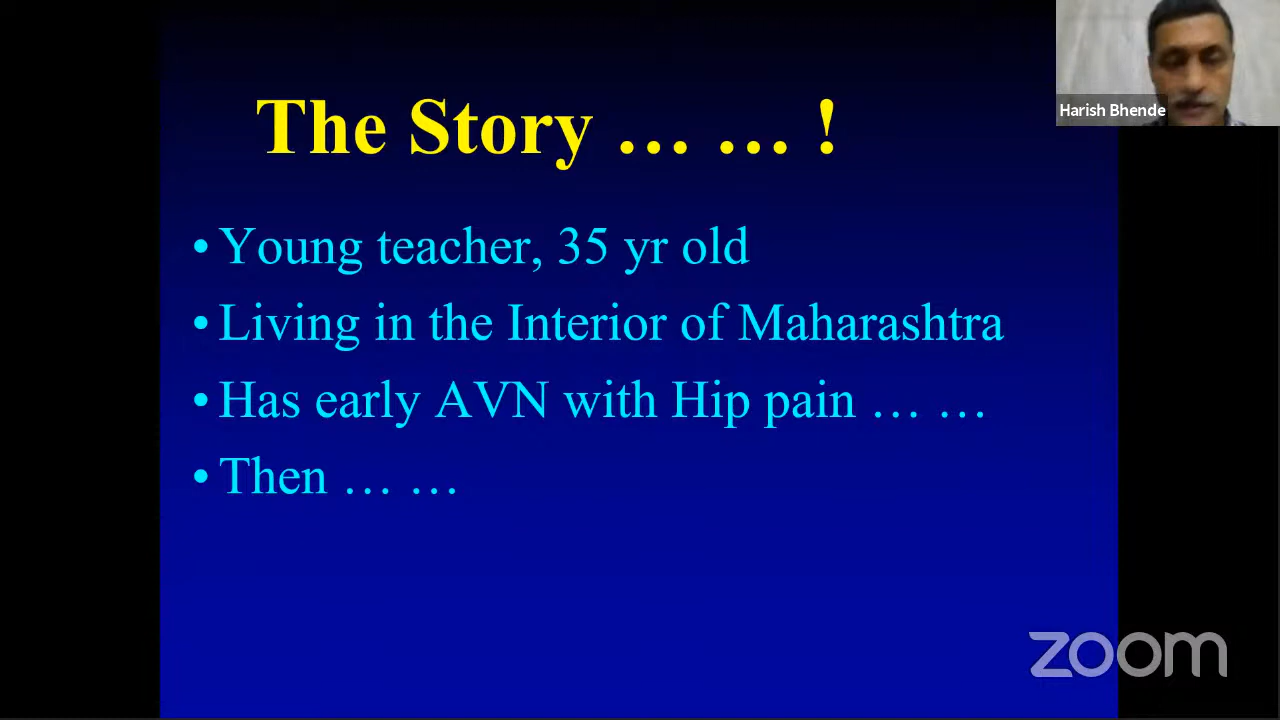 The Story … … !
Harish Bhende
• Young teacher, 35 yr old
• Living in the Interior of Maharashtra
• Has early AVN with Hip pain … …
• Then … …
zoom